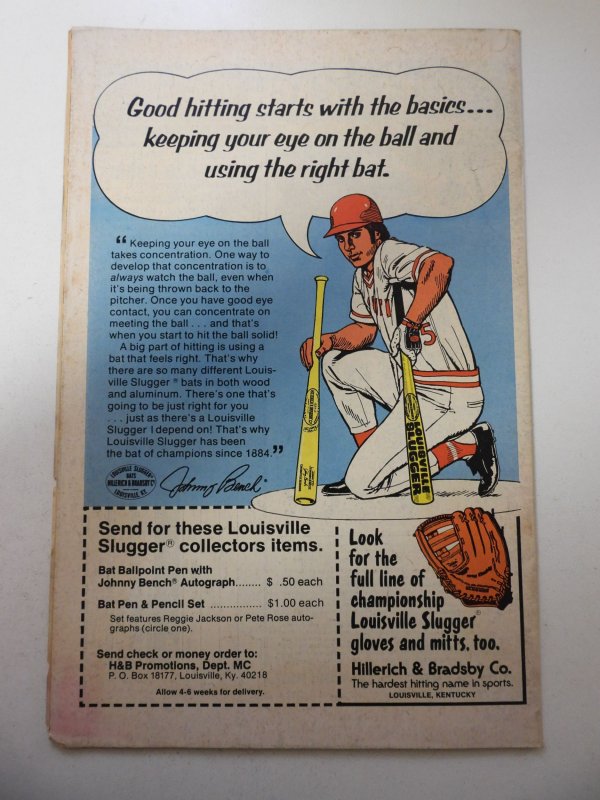 Good hitting starts with the basics...
keeping your eye on the ball and
using the right bat.
“ Keeping your eye on the ball
takes concentration. One way to
develop that concentration is to
always watch the ball, even when
it's being thrown back to the
pitcher. Once you have good eye
contact, you can concentrate on
meeting the ball . . . and that's
when you start to hit the ball solid!
A big part of hitting is using a
bat that feels right. That's why
there are so many different Louis-
ville Slugger® bats in both wood
and aluminum. There's one that's
going to be just right for you
. . . just as there's a Louisville
Slugger I depend on! That's why
Louisville Slugger has been
the bat of champions since 1884.”
LOUISVILLE SLUGGER®
BATS
HILLERICH & BRADSBY Co
LOUISVILLE, KY.
Johnny Bench
5
LOUISVILLE
SLUGGER
Send for these Louisville
Slugger® collectors items.
Bat Ballpoint Pen with
Johnny Bench® Autograph........ $ .50 each
Bat Pen & Pencil Set ................ $1.00 each
Set features Reggie Jackson or Pete Rose auto-
graphs (circle one).
Send check or money order to:
H&B Promotions, Dept. MC
P. O. Box 18177, Louisville, Ky. 40218
Allow 4-6 weeks for delivery.
Look
for the
full line of
championship
Louisville Slugger®
gloves and mitts, too.
Hillerich & Bradsby Co.
The hardest hitting name in sports.
LOUISVILLE, KENTUCKY